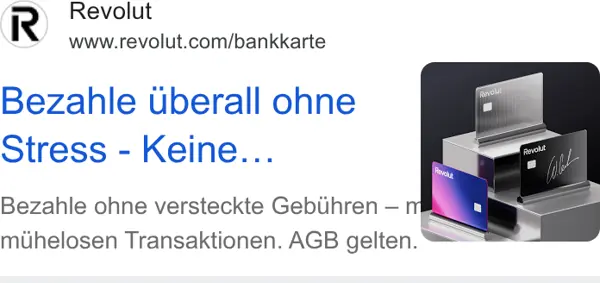 Revolut
www.revolut.com/bankkarte
Bezahle überall ohne
Stress - Keine…
Bezahle ohne versteckte Gebühren –
mühelosen Transaktionen. AGB gelten.
Revolut
Revolut
Revolut